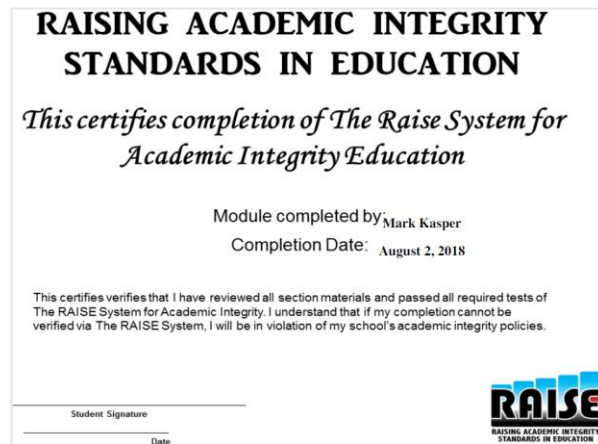 RAISING ACADEMIC INTEGRITY
STANDARDS IN EDUCATION
This certifies completion of The Raise System for
Academic Integrity Education
Module completed by: Mark Kasper
Completion Date: August 2, 2018
This certifies verifies that I have reviewed all section materials and passed all required tests of
The RAISE System for Academic Integrity. I understand that if my completion cannot be
verified via The RAISE System, I will be in violation of my school's academic integrity policies.
Student Signature
Date
RAISE
RAISING ACADEMIC INTEGRITY
STANDARDS IN EDUCATION